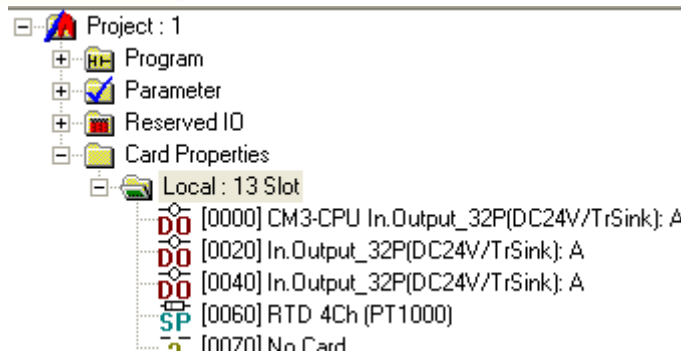 Project : 1
Program
Parameter
Reserved IO
Card Properties
Local : 13 Slot
DO [0000] CM3-CPU In.Output_32P(DC24V/TrSink): A
DO [0020] In.Output_32P(DC24V/TrSink): A
DO [0040] In.Output_32P(DC24V/TrSink): A
SP [0060] RTD 4Ch (PT1000)
? [0070] No Card